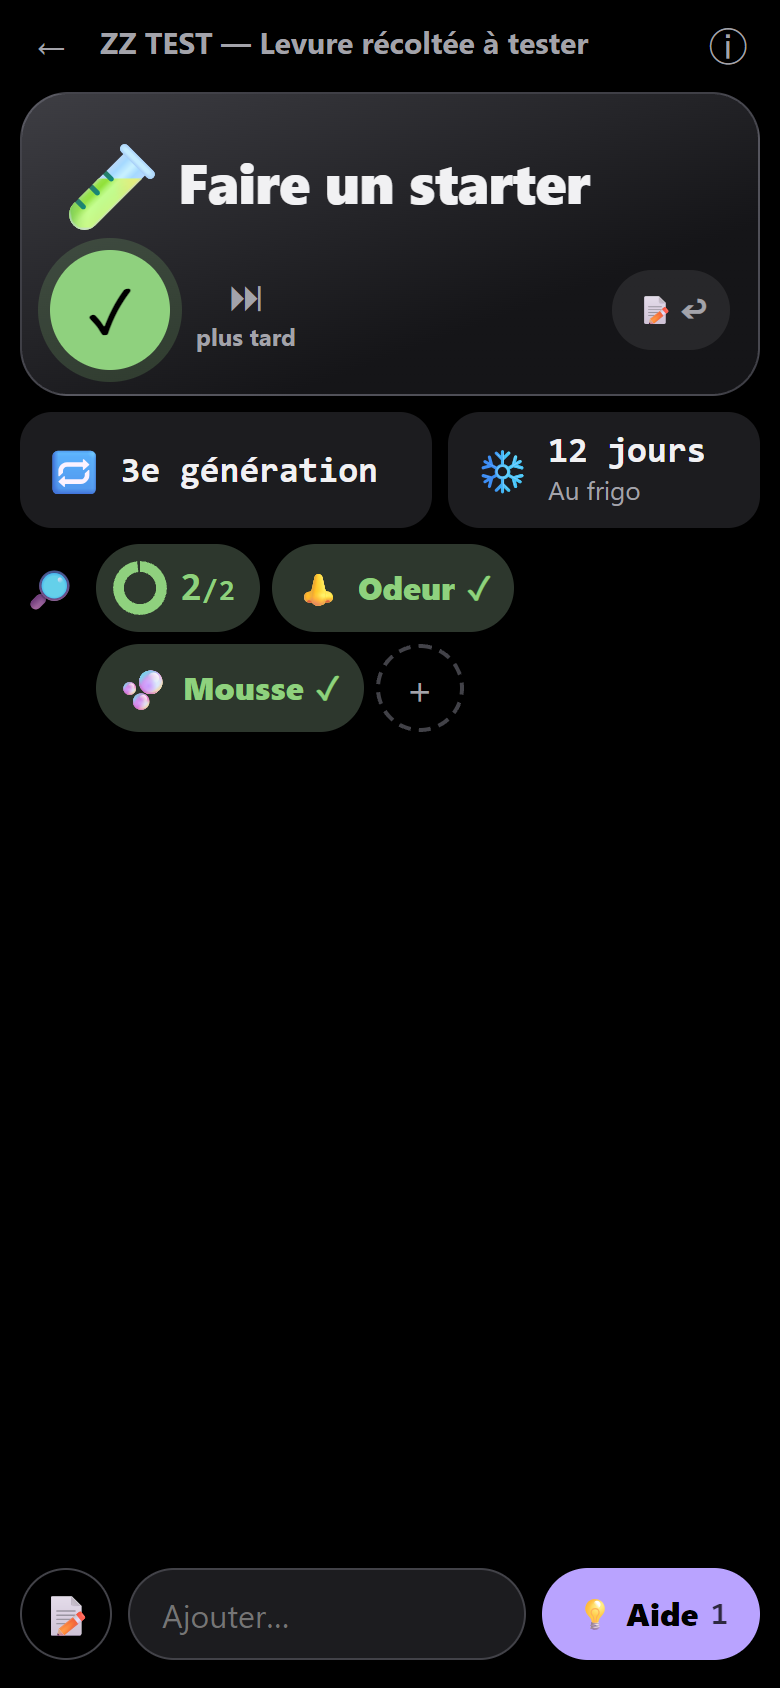 ← ZZ TEST — Levure récoltée à tester ⓘ
Faire un starter
✓
plus tard
3e génération
12 jours
Au frigo
2/2
Odeur ✓
Mousse ✓
+
Ajouter...
Aide 1